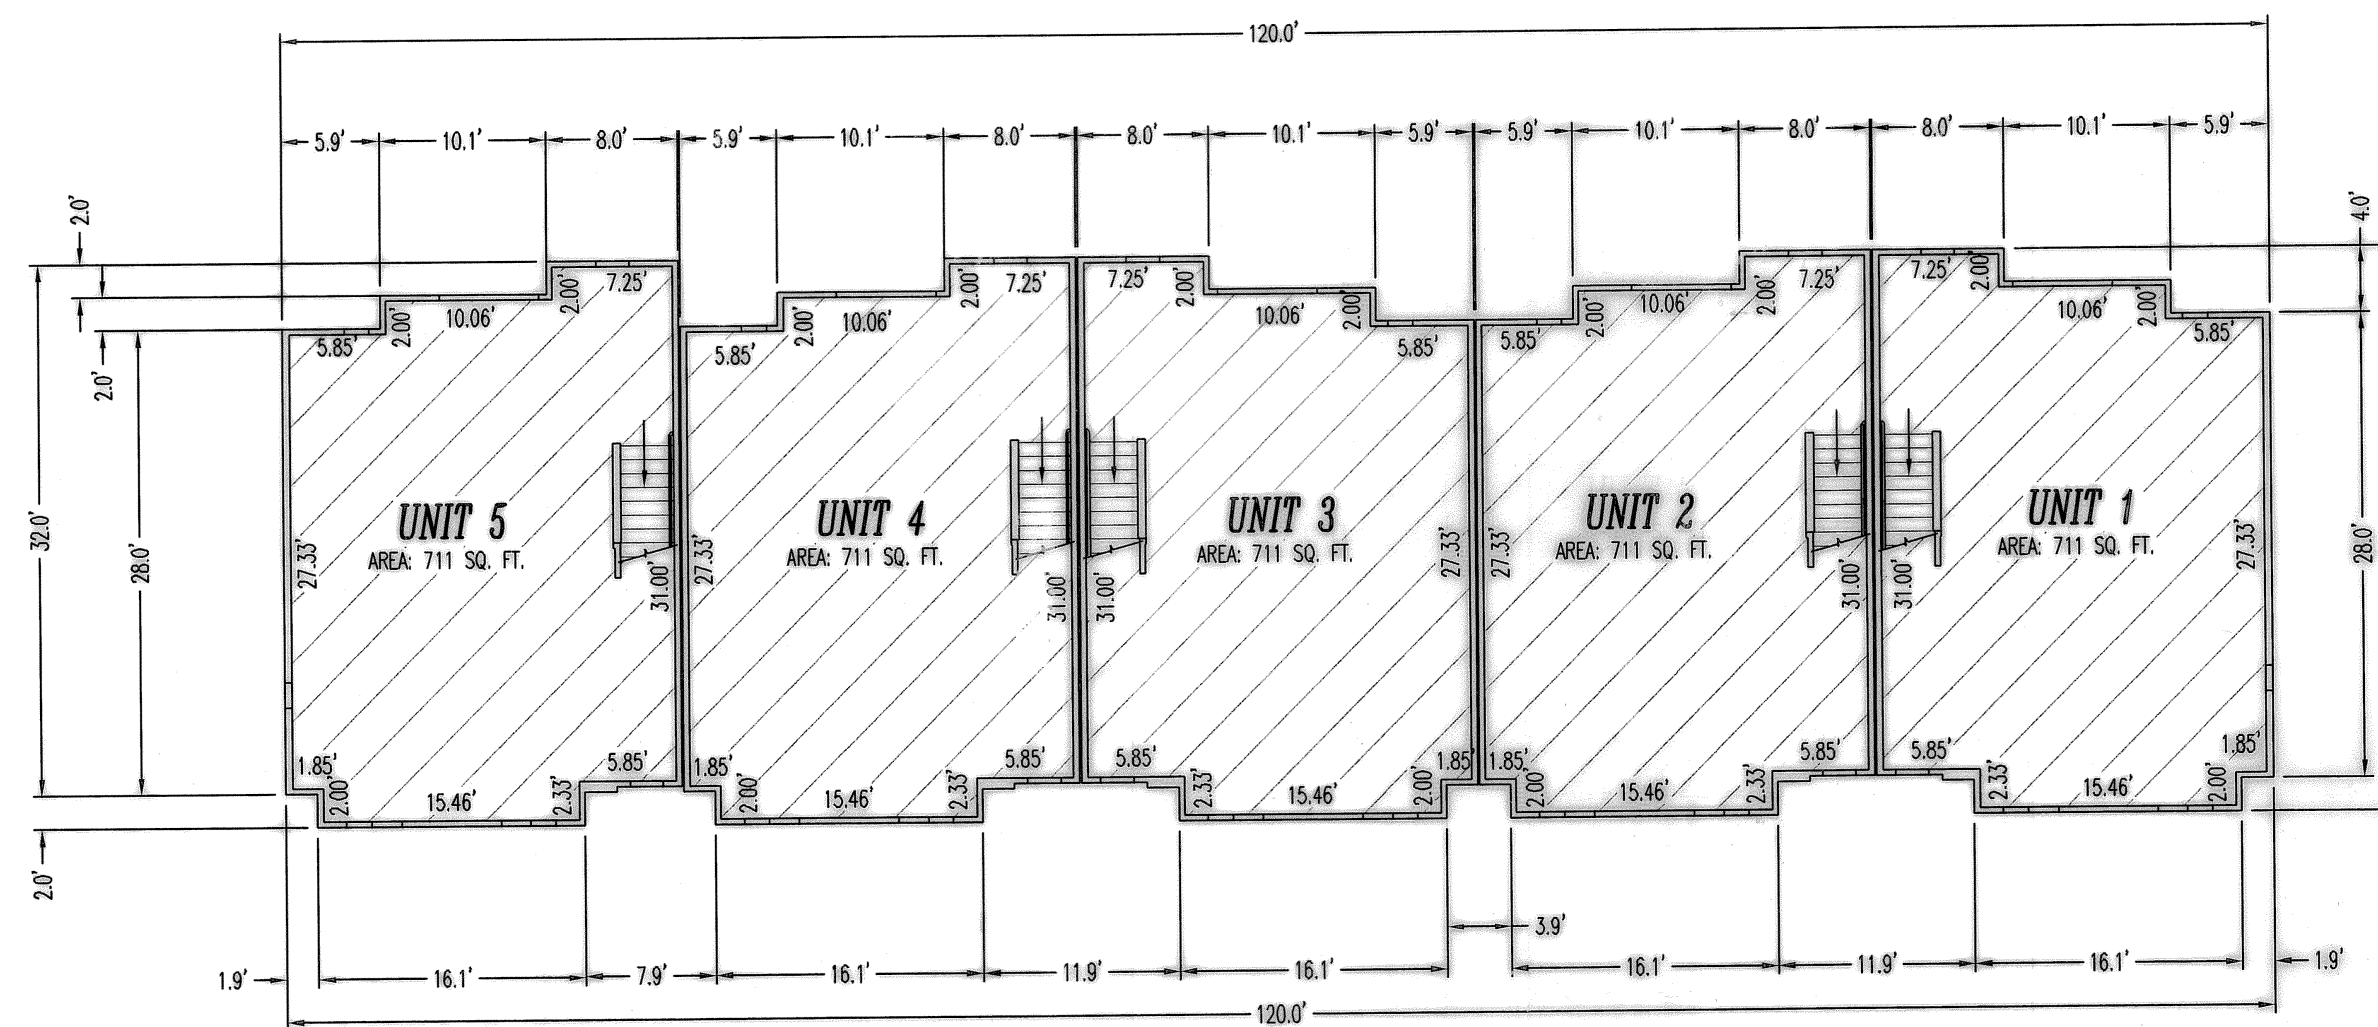 120.0'
5.9' 10.1' 8.0' 5.9' 10.1' 8.0' 8.0' 10.1' 5.9' 5.9' 10.1' 8.0' 8.0' 10.1' 5.9'
2.0' 4.0'
7.25' 7.25' 7.25' 7.25' 7.25'
2.00' 2.00' 2.00' 2.00' 2.00'
10.06' 10.06' 10.06' 10.06' 10.06'
2.00' 2.00' 2.00' 2.00' 2.00'
5.85' 5.85' 5.85' 5.85' 5.85'
2.0'
UNIT 5 UNIT 4 UNIT 3 UNIT 2 UNIT 1
AREA: 711 SQ. FT. AREA: 711 SQ. FT. AREA: 711 SQ. FT. AREA: 711 SQ. FT. AREA: 711 SQ. FT.
32.0' 28.0' 27.33' 27.33' 27.33' 27.33' 27.33' 28.0'
31.00' 31.00' 31.00' 31.00' 31.00'
1.85' 5.85' 1.85' 5.85' 5.85' 1.85' 1.85' 5.85' 5.85' 1.85'
2.00' 15.46' 2.33' 2.00' 15.46' 2.33' 2.33' 15.46' 2.00' 2.00' 15.46' 2.33' 2.33' 15.46' 2.00'
2.0'
3.9'
1.9' 16.1' 7.9' 16.1' 11.9' 16.1' 16.1' 11.9' 16.1' 1.9'
120.0'